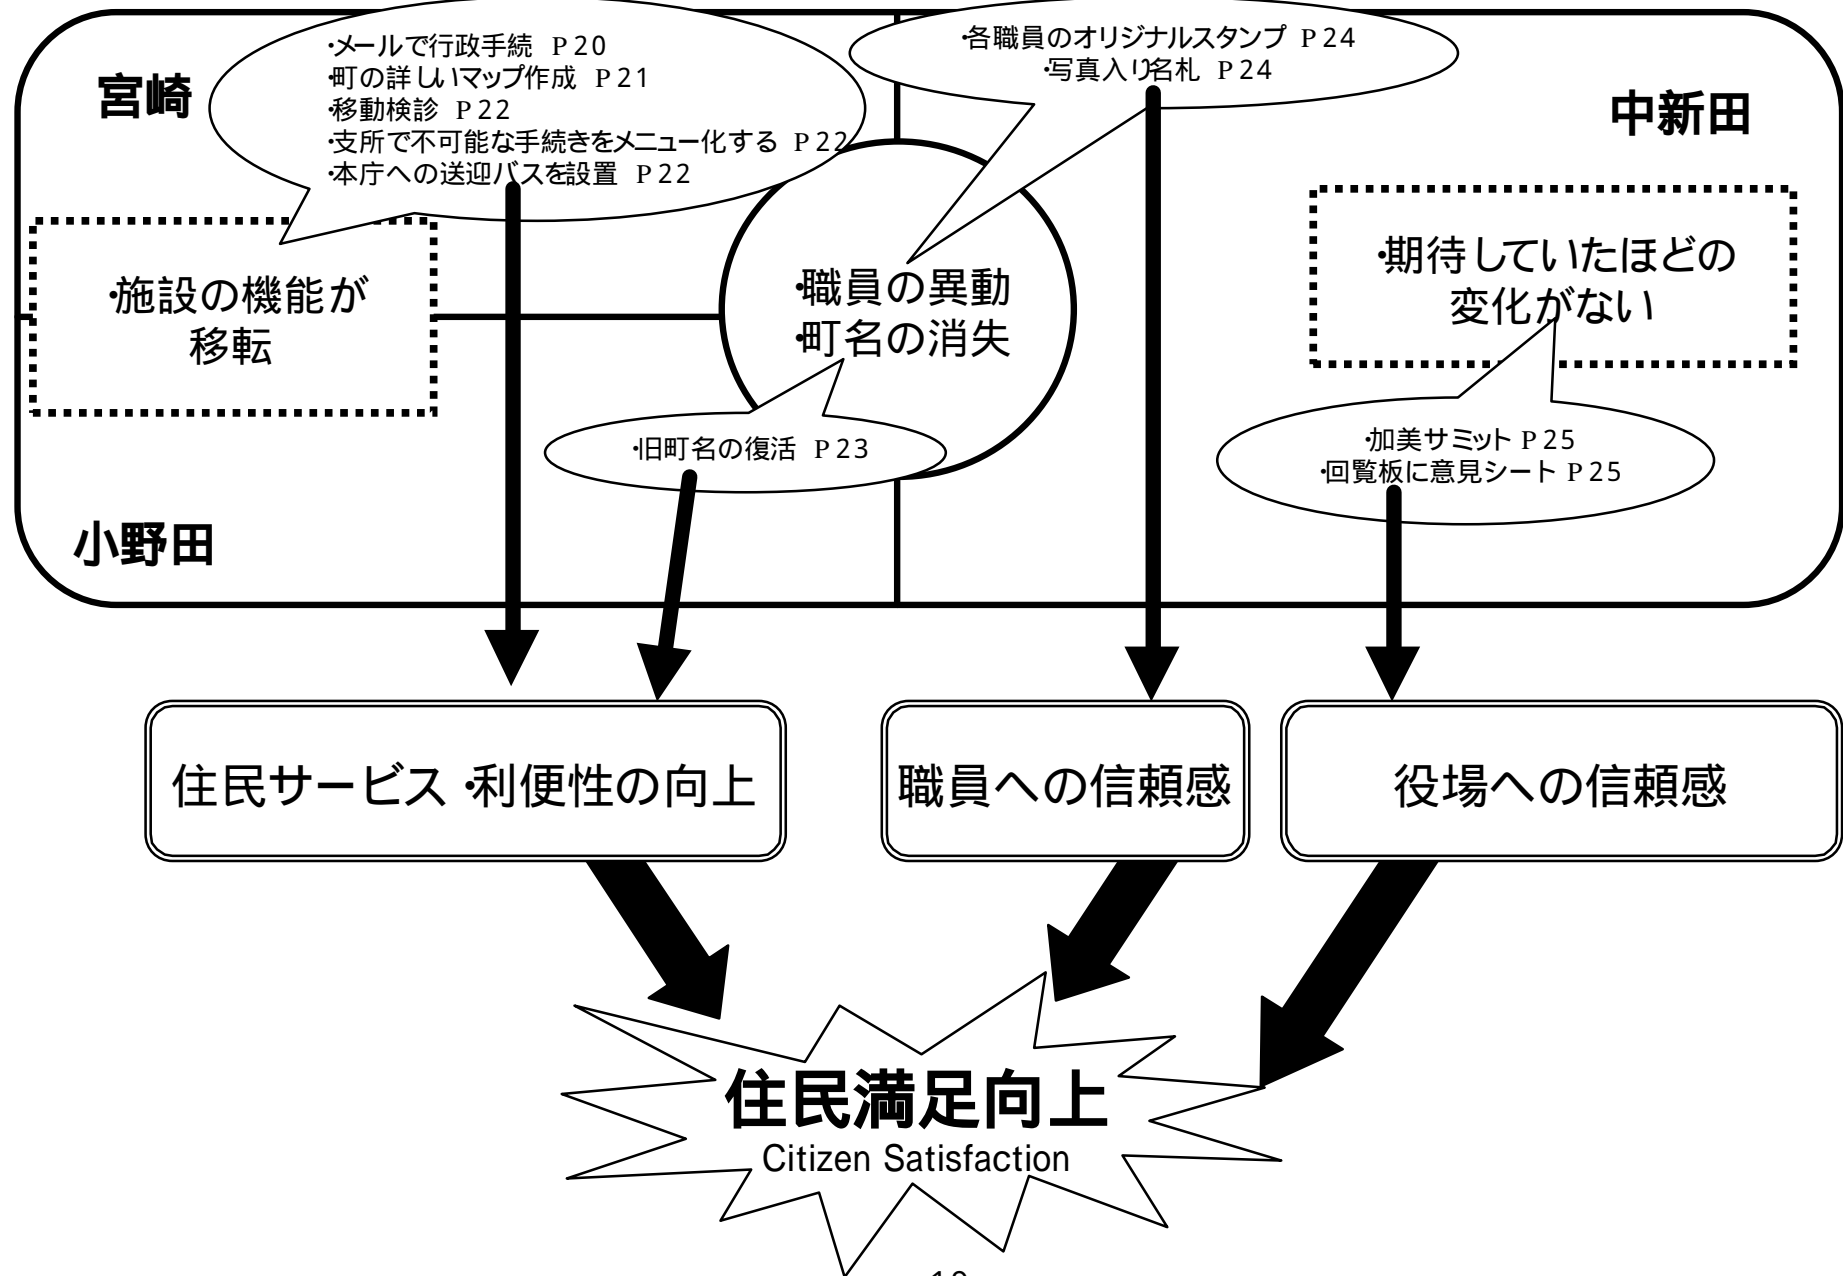 宮崎
・メールで行政手続 P20
・町の詳しいマップ作成 P21
・移動検診 P22
・支所で不可能な手続きをメニュー化する P22
・本庁への送迎バスを設置 P22
・各職員のオリジナルスタンプ P24
・写真入り名札 P24
中新田
・施設の機能が
移転
・職員の異動
・町名の消失
・期待していたほどの
変化がない
・旧町名の復活 P23
・加美サミット P25
・回覧板に意見シート P25
小野田
住民サービス・利便性の向上
職員への信頼感
役場への信頼感
住民満足向上
Citizen Satisfaction